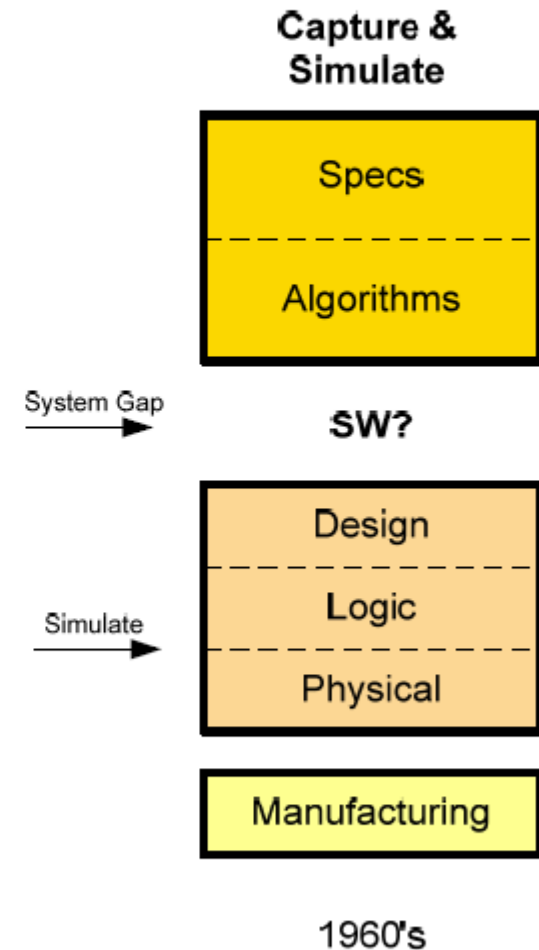 Capture &
Simulate
Specs
Algorithms
System Gap
SW?
Design
Logic
Simulate
Physical
Manufacturing
1960's